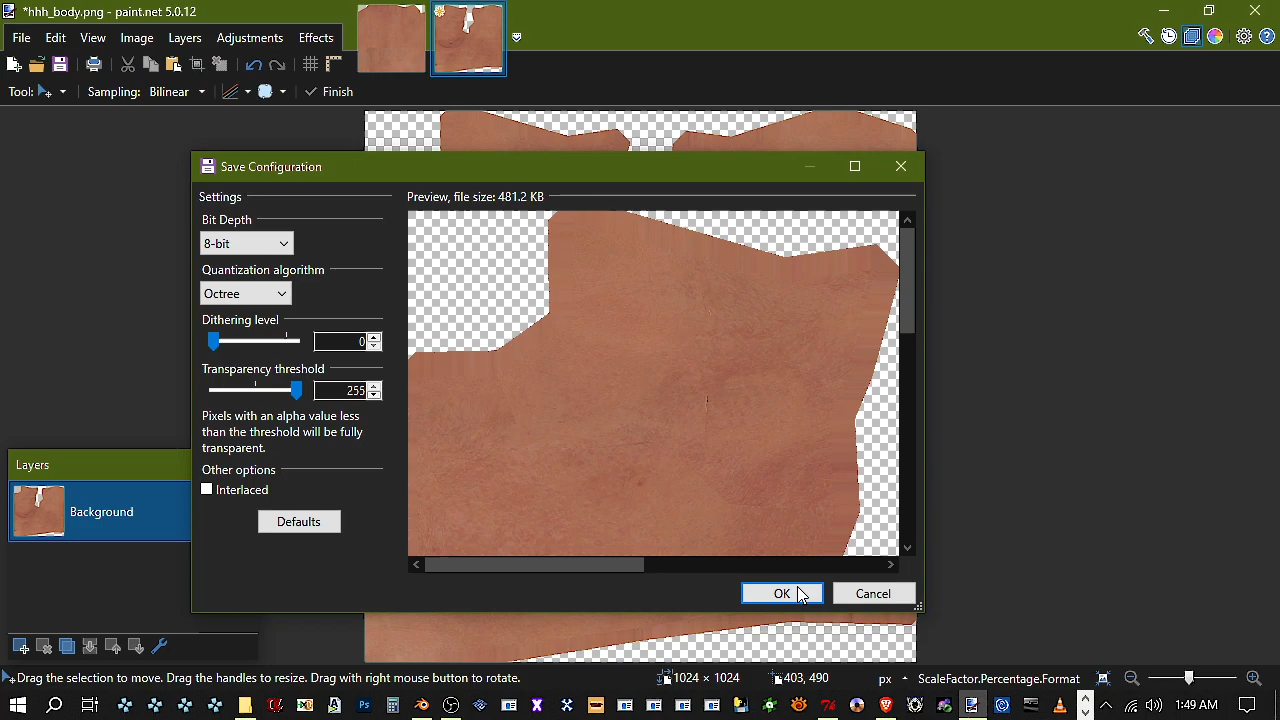 *hhh_body.png - paint.net 5.0.12
File Edit View Image Layers Adjustments Effects
Tool: Sampling: Bilinear Finish
Save Configuration
Settings
Preview, file size: 481.2 KB
Bit Depth
8-bit
Quantization algorithm
Octree
Dithering level
0
Transparency threshold
255
Pixels with an alpha value less
than the threshold will be fully
transparent.
Other options
Interlaced
Defaults
OK Cancel
Layers
Background
Drag the selection to move. Drag the handles to resize. Drag with right mouse button to rotate. 1024 × 1024 403, 490 px ScaleFactor.Percentage.Format
Ps
1:49 AM